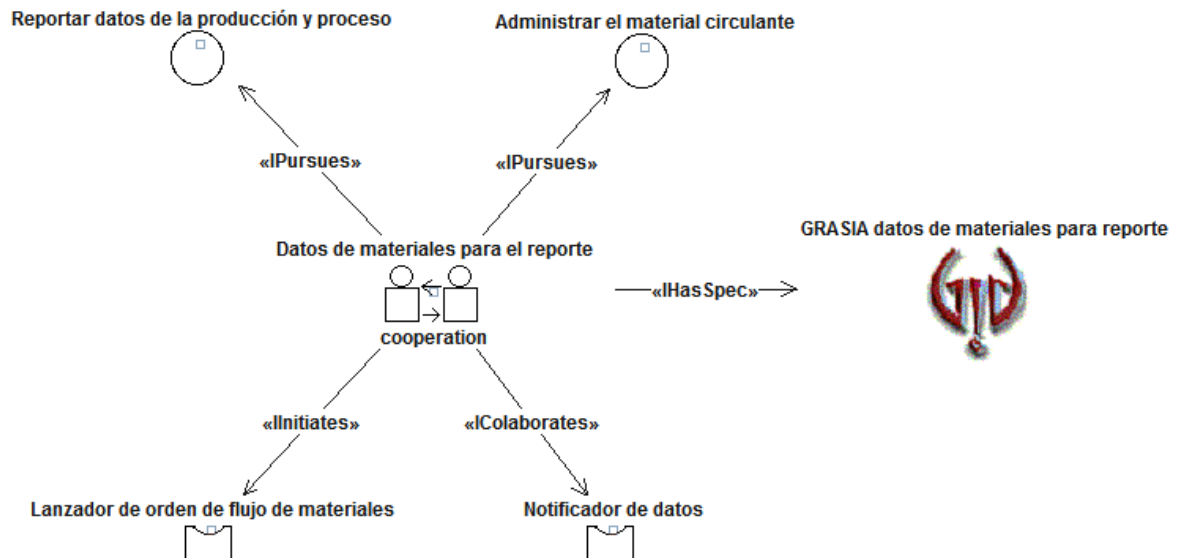 Reportar datos de la producción y proceso
Administrar el material circulante
«IPursues»
«IPursues»
Datos de materiales para el reporte
GRASIA datos de materiales para reporte
«IHasSpec»
cooperation
«IInitiates»
«IColaborates»
Lanzador de orden de flujo de materiales
Notificador de datos